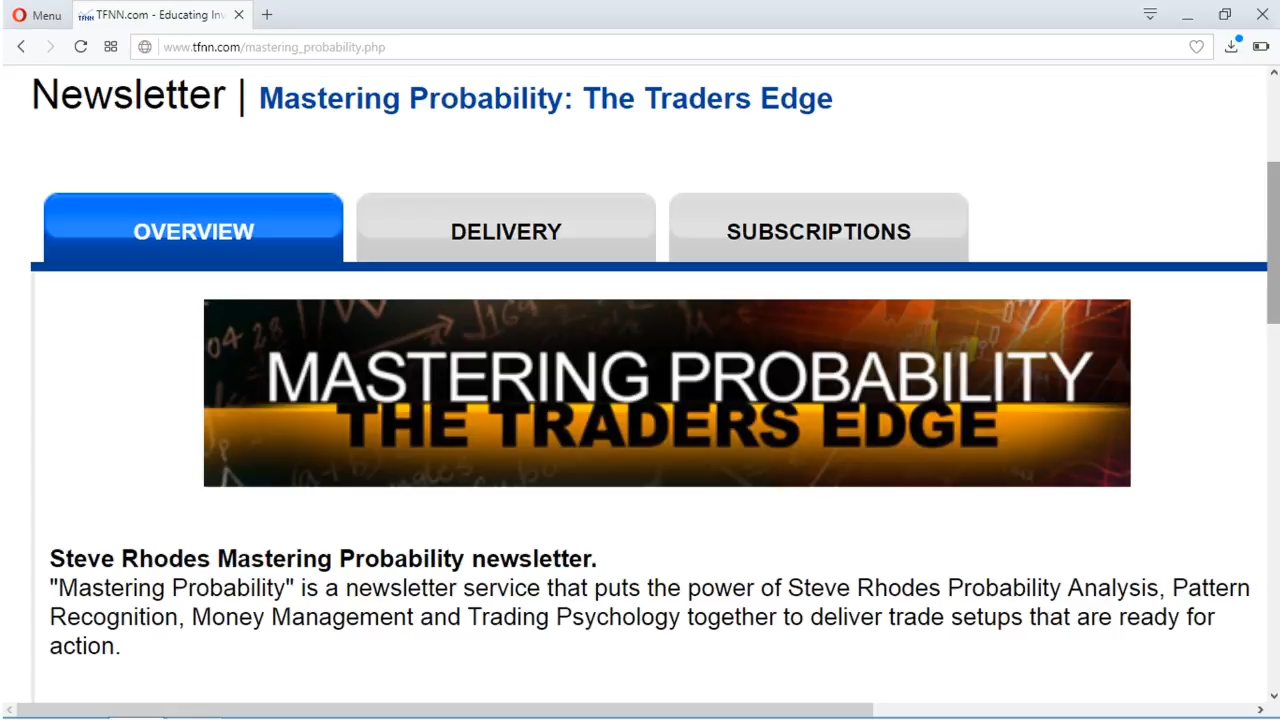 Menu
TFNN.com - Educating Inv
www.tfnn.com/mastering_probability.php
Newsletter | Mastering Probability: The Traders Edge
OVERVIEW
DELIVERY
SUBSCRIPTIONS
MASTERING PROBABILITY
THE TRADERS EDGE
Steve Rhodes Mastering Probability newsletter.
"Mastering Probability" is a newsletter service that puts the power of Steve Rhodes Probability Analysis, Pattern
Recognition, Money Management and Trading Psychology together to deliver trade setups that are ready for
action.